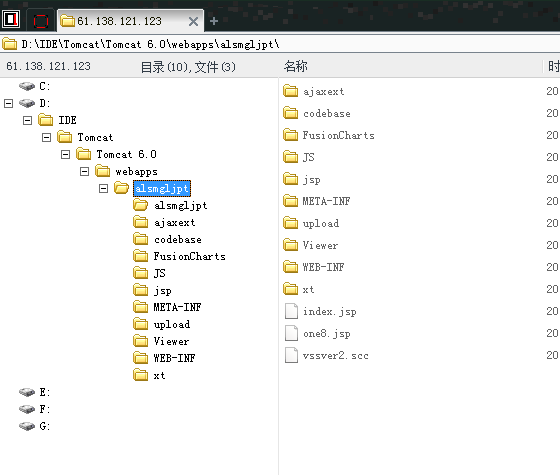 61.138.121.123
D:\IDE\Tomcat\Tomcat 6.0\webapps\alsmgljpt\
61.138.121.123 目录(10),文件(3) 名称 时
C:
D:
IDE
Tomcat
Tomcat 6.0
webapps
alsmgljpt
alsmgljpt
ajaxext
codebase
FusionCharts
JS
jsp
META-INF
upload
Viewer
WEB-INF
xt
E:
F:
G:
ajaxext 20
codebase 20
FusionCharts 20
JS 20
jsp 20
META-INF 20
upload 20
Viewer 20
WEB-INF 20
xt 20
index.jsp 20
one8.jsp 20
vssver2.scc 20